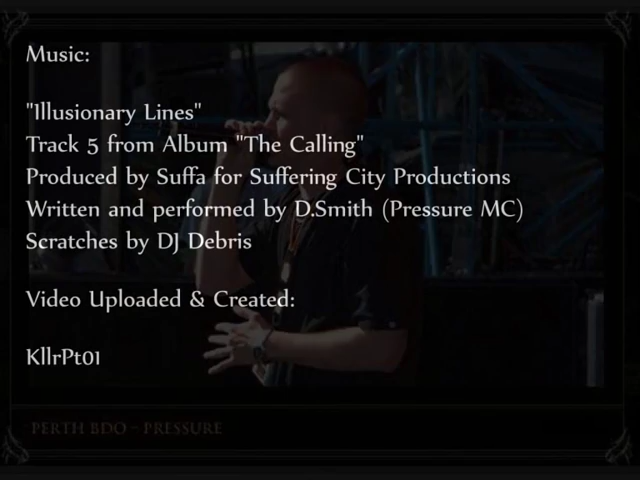 Music:
"Illusionary Lines"
Track 5 from Album "The Calling"
Produced by Suffa for Suffering City Productions
Written and performed by D.Smith (Pressure MC)
Scratches by DJ Debris
Video Uploaded & Created:
KllrPt01
PERTH BDO - PRESSURE